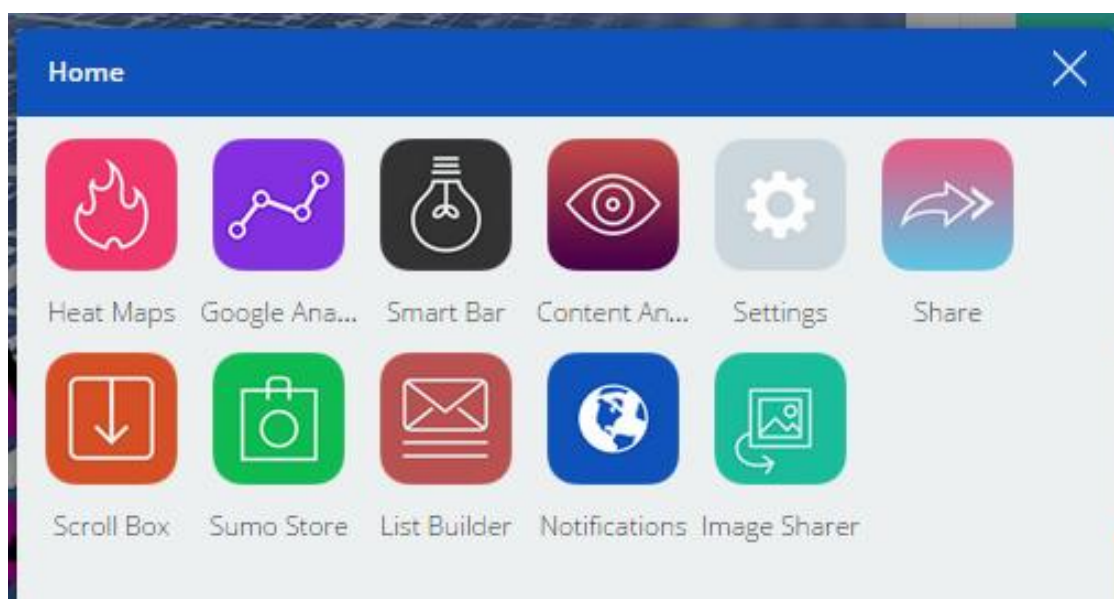 Home
Heat Maps Google Ana... Smart Bar Content An... Settings Share
Scroll Box Sumo Store List Builder Notifications Image Sharer